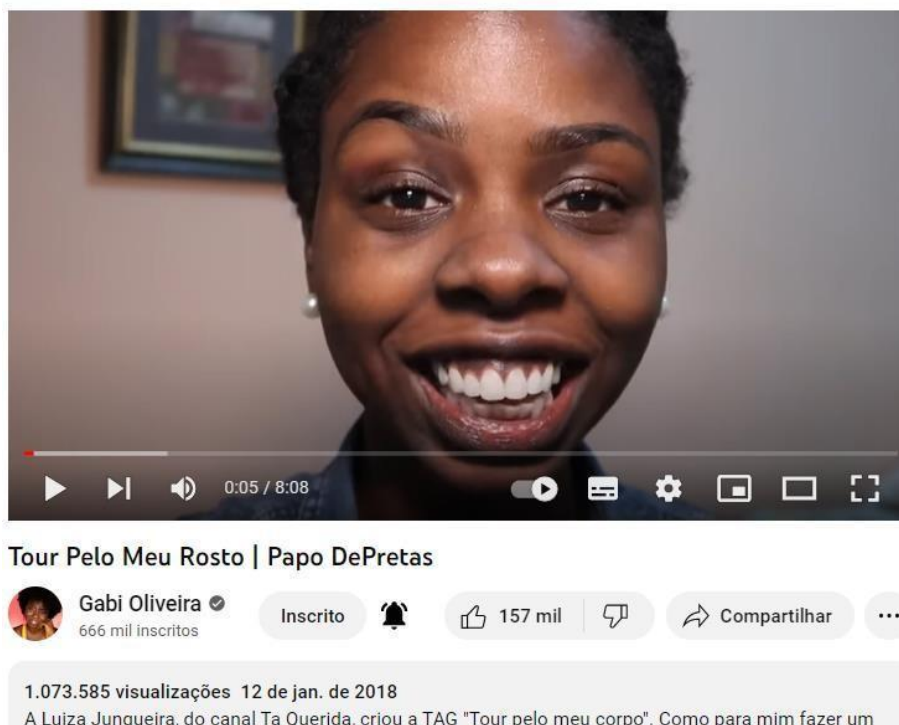 0:05 / 8:08
Tour Pelo Meu Rosto | Papo DePretas
Gabi Oliveira
666 mil inscritos
Inscrito
157 mil
Compartilhar
1.073.585 visualizações 12 de jan. de 2018
A Luiza Junqueira, do canal Ta Querida, criou a TAG "Tour pelo meu corpo". Como para mim fazer um